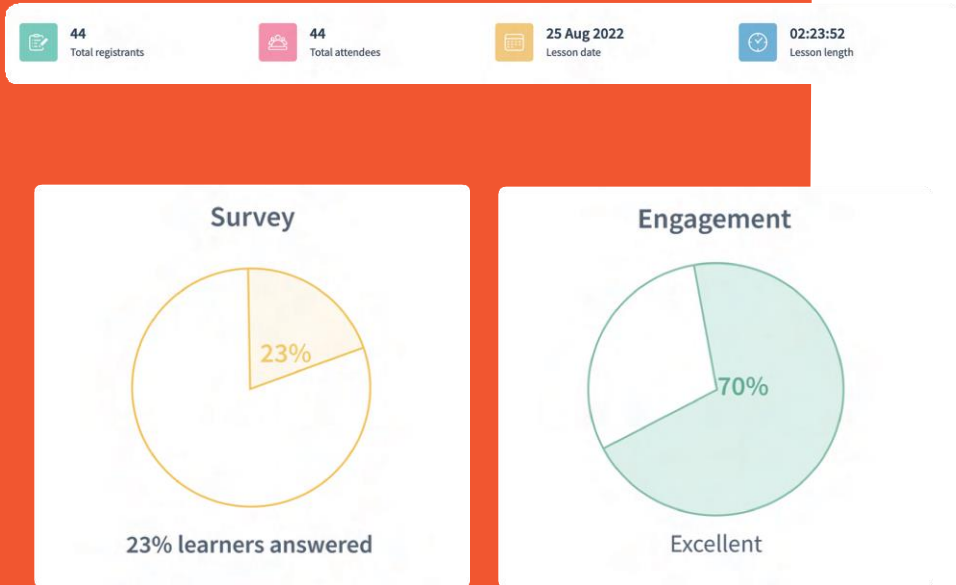 44
Total registrants
44
Total attendees
25 Aug 2022
Lesson date
02:23:52
Lesson length
Survey
23%
23% learners answered
Engagement
70%
Excellent